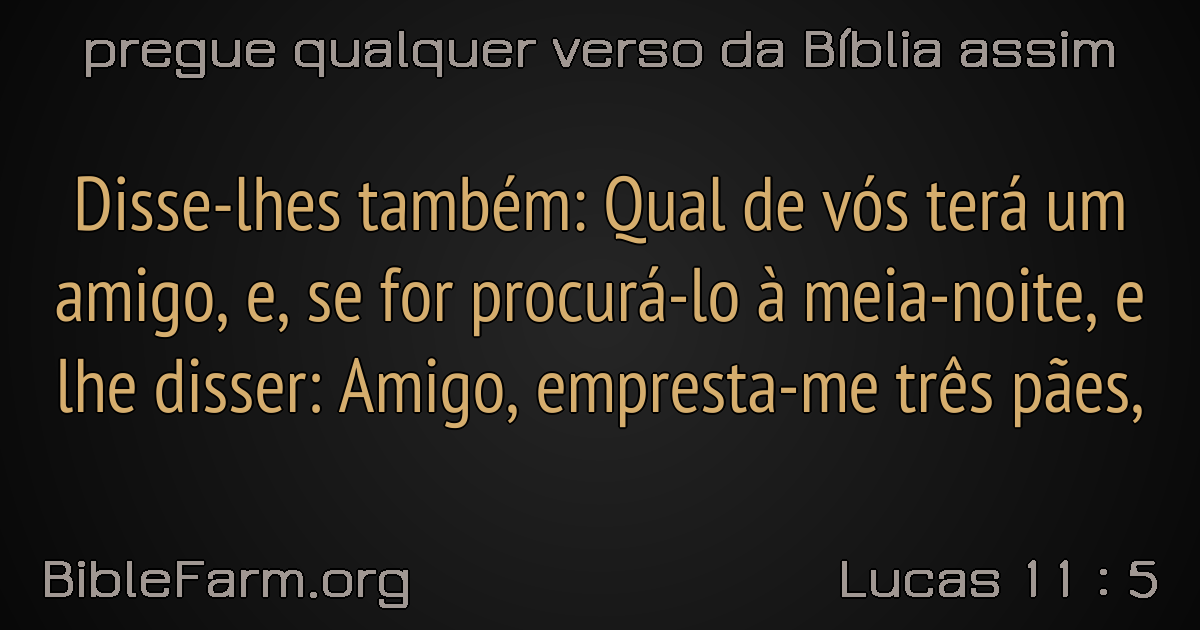 pregue qualquer verso da Bíblia assim
Disse-lhes também: Qual de vós terá um
amigo, e, se for procurá-lo à meia-noite, e
lhe disser: Amigo, empresta-me três pães,
BibleFarm.org
Lucas 11 : 5